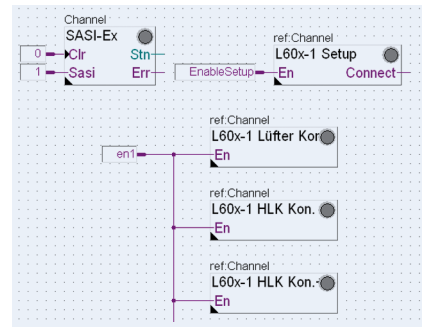 Channel
SASI-Ex
0 Clr Stn
1 Sasi Err
ref:Channel
L60x-1 Setup
EnableSetup En Connect
ref:Channel
L60x-1 Lüfter Kor
en1 En
ref:Channel
L60x-1 HLK Kon.
En
ref:Channel
L60x-1 HLK Kon.-
En